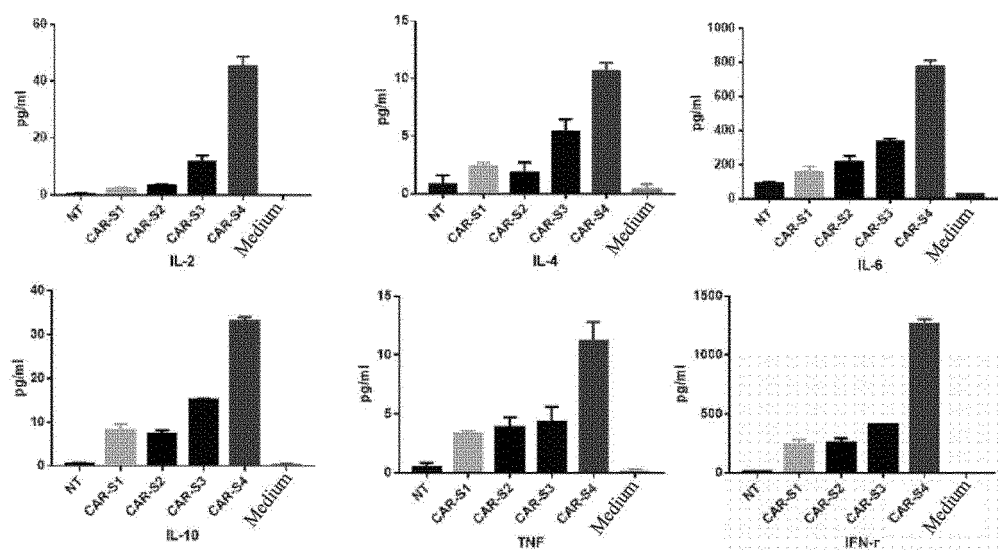 60
40
20
0
pg/ml
NT
CAR-S1
CAR-S2
CAR-S3
CAR-S4
Medium
IL-2
15
10
5
0
pg/ml
NT
CAR-S1
CAR-S2
CAR-S3
CAR-S4
Medium
IL-4
1000
800
600
400
200
0
pg/ml
NT
CAR-S1
CAR-S2
CAR-S3
CAR-S4
Medium
IL-6
40
30
20
10
0
pg/ml
NT
CAR-S1
CAR-S2
CAR-S3
CAR-S4
Medium
IL-10
15
10
5
0
pg/ml
NT
CAR-S1
CAR-S2
CAR-S3
CAR-S4
Medium
TNF
1500
1000
500
0
pg/ml
NT
CAR-S1
CAR-S2
CAR-S3
CAR-S4
Medium
IFN-r